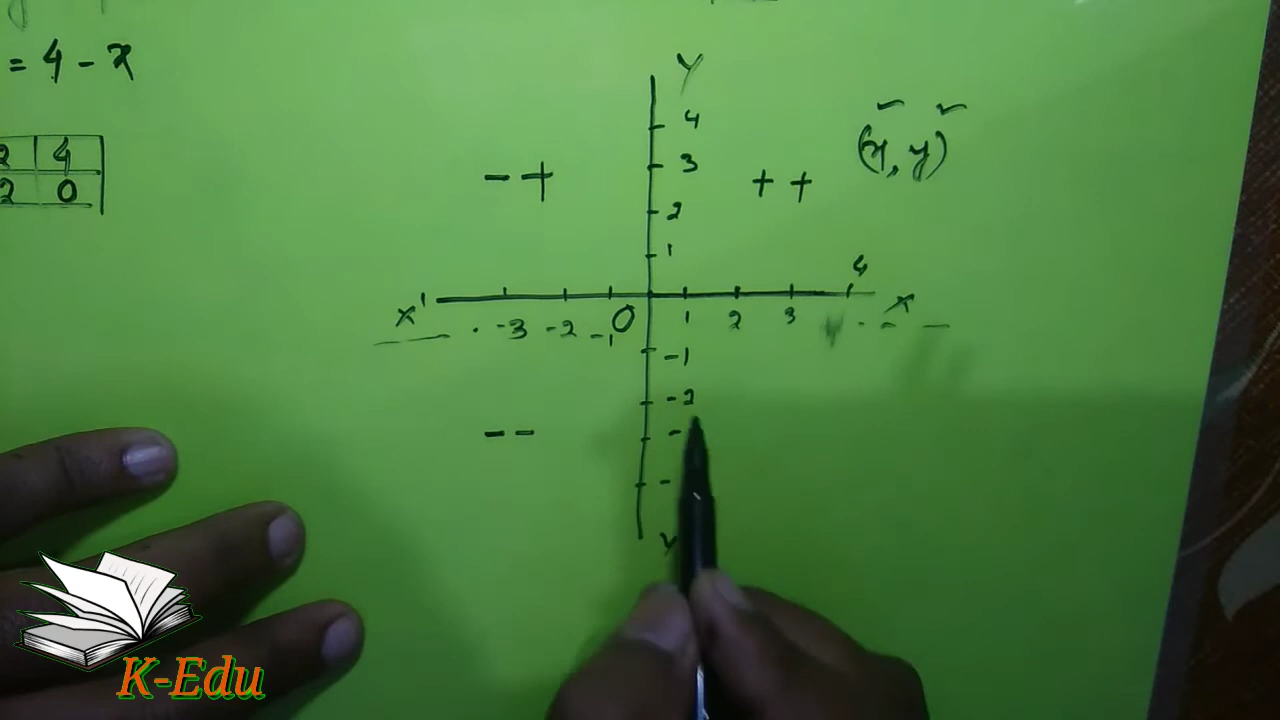 = 4 - x
2 | 4
2 | 0
Y
4
3
2
1
- +
+ +
(x, y)
4
X'
-3 -2 -1 0 1 2 3
X
-1
-2
-
-
- -
K-Edu